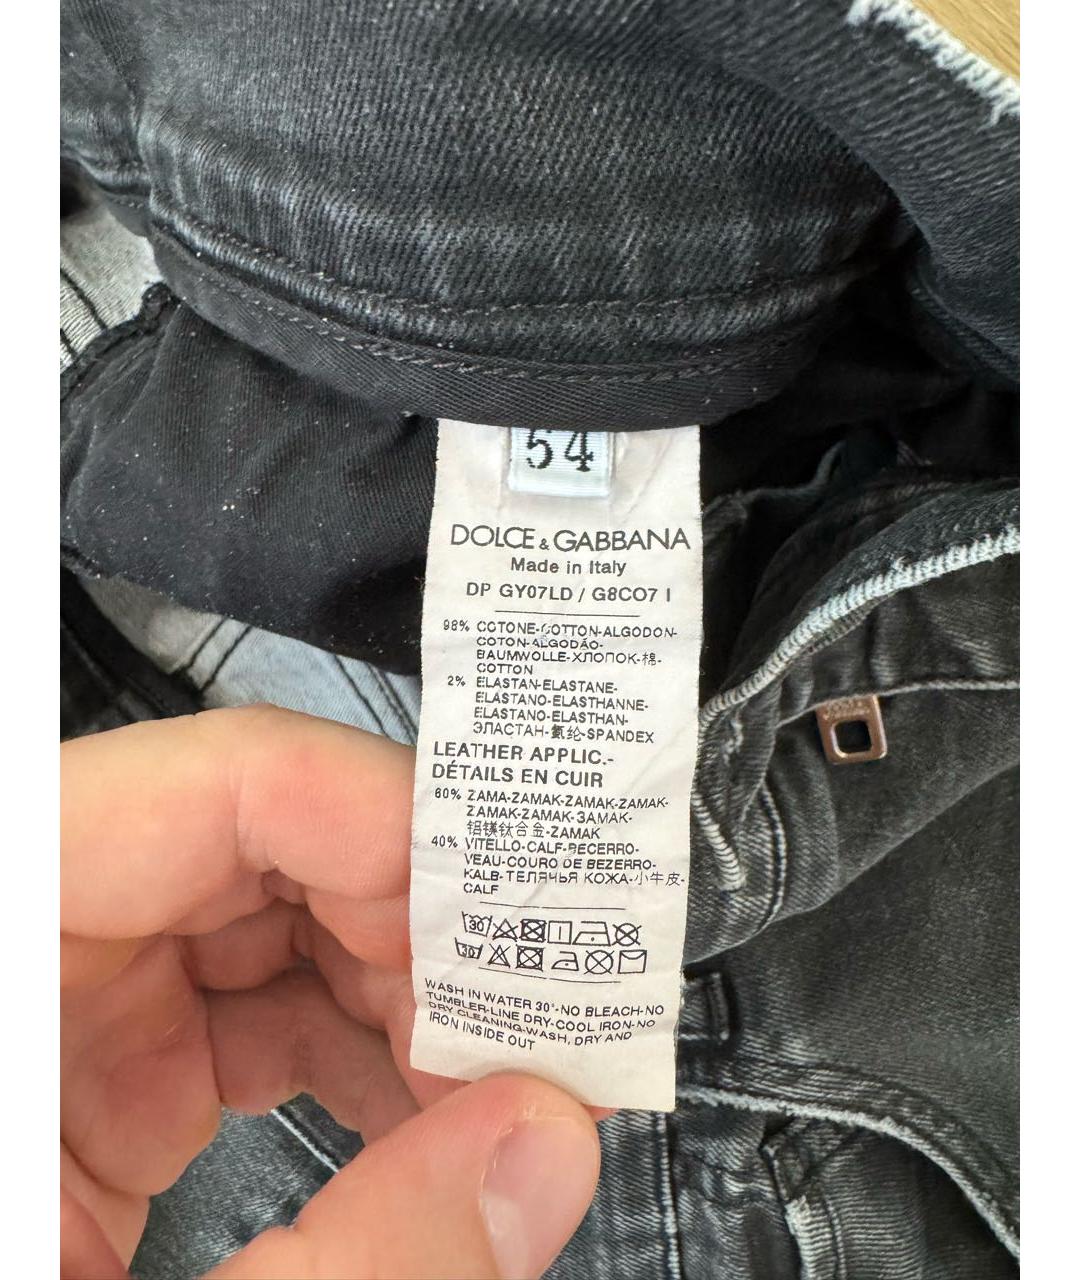 54
DOLCE & GABBANA
Made in Italy
DP GY07LD / G8CO7 I
98% COTONE-COTTON-ALGODON-
COTON-ALGODÃO-
BAUMWOLLE-ХЛОПОК-棉-
COTTON
2% ELASTAN-ELASTANE-
ELASTANO-ELASTHANNE-
ELASTANO-ELASTHAN-
ЭЛАСТАН-氨纶-SPANDEX
LEATHER APPLIC.-
DÉTAILS EN CUIR
60% ZAMA-ZAMAK-ZAMAK-ZAMAK-
ZAMAK-ZAMAK-ЗАМАК-
铝镁钛合金-ZAMAK
40% VITELLO-CALF-BECERRO-
VEAU-COURO DE BEZERRO-
KALB-ТЕЛЯЧЬЯ КОЖА-小牛皮-
CALF
30
30
WASH IN WATER 30°-NO BLEACH-NO
TUMBLER-LINE DRY-COOL IRON-NO
DRY CLEANING-WASH, DRY AND
IRON INSIDE OUT